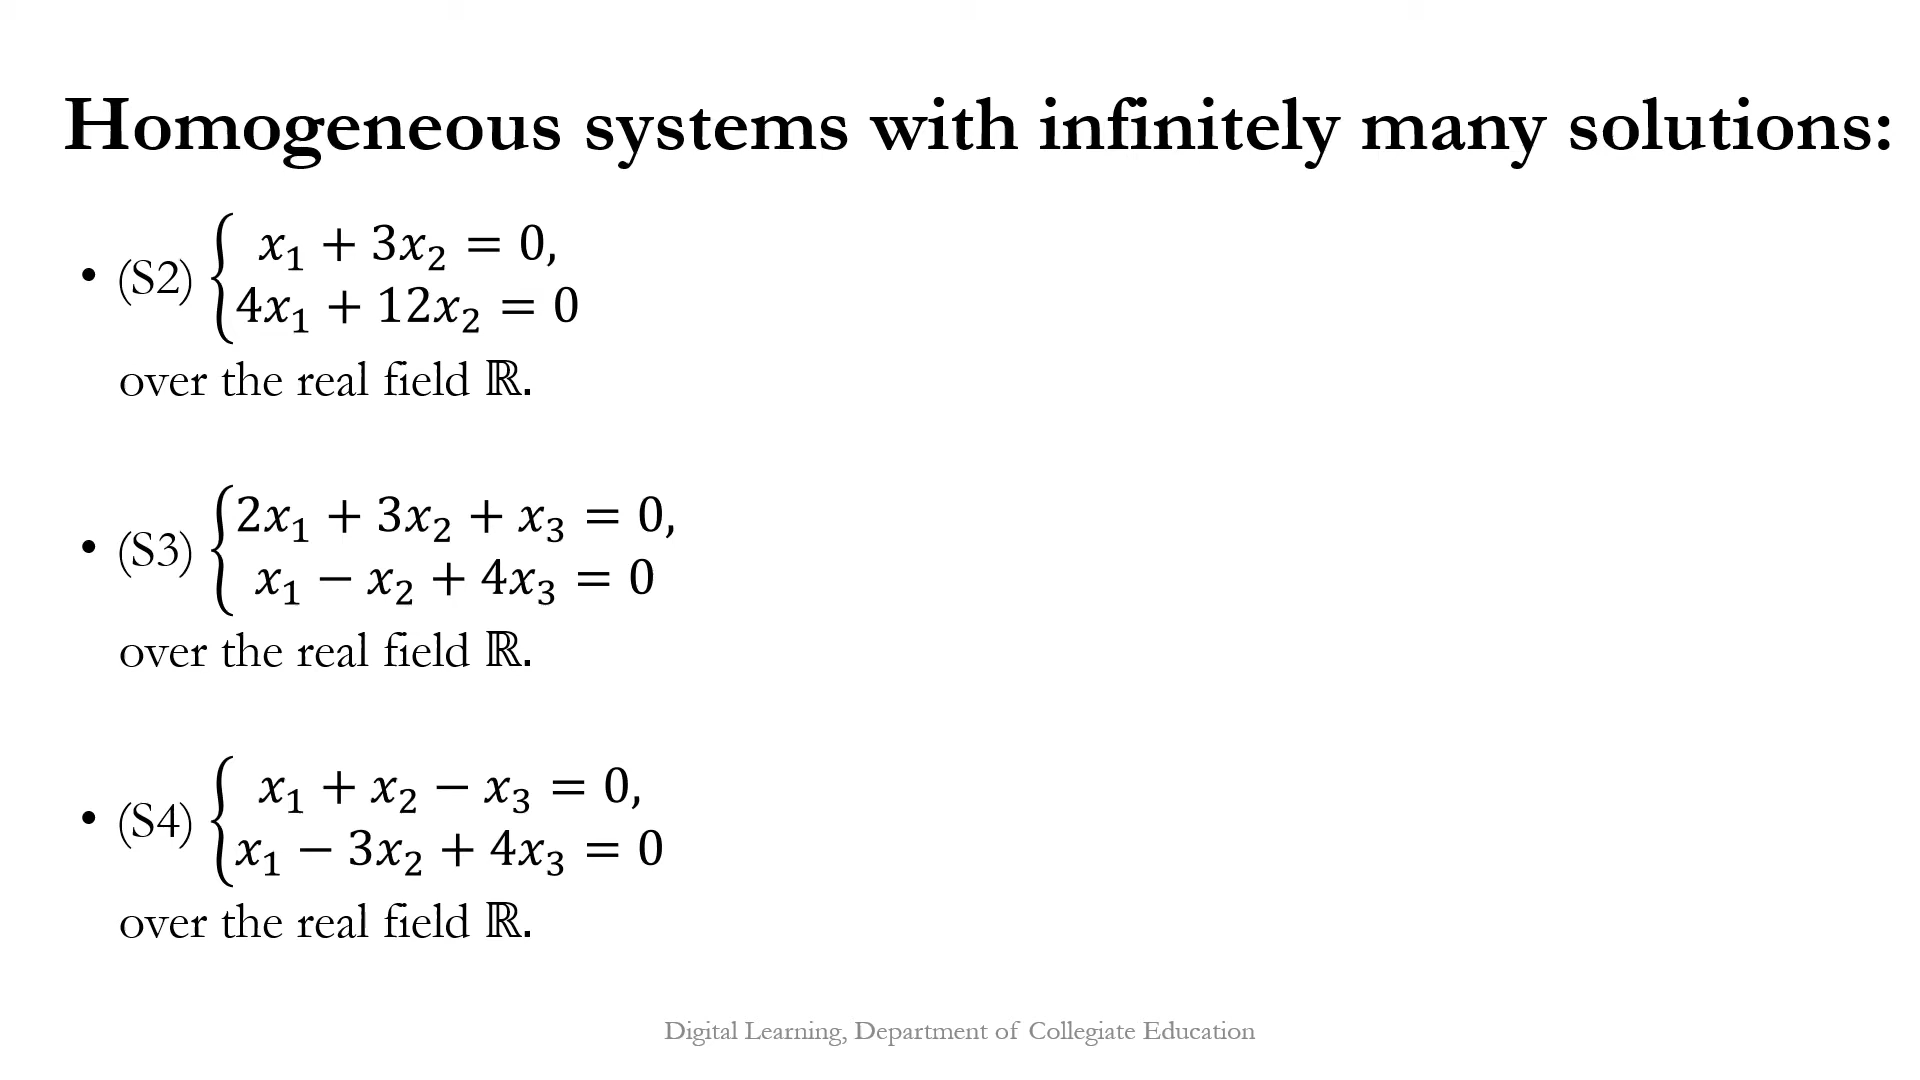 Homogeneous systems with infinitely many solutions:
• (S2) { x₁ + 3x₂ = 0,
4x₁ + 12x₂ = 0
over the real field ℝ.
• (S3) { 2x₁ + 3x₂ + x₃ = 0,
x₁ − x₂ + 4x₃ = 0
over the real field ℝ.
• (S4) { x₁ + x₂ − x₃ = 0,
x₁ − 3x₂ + 4x₃ = 0
over the real field ℝ.
Digital Learning, Department of Collegiate Education